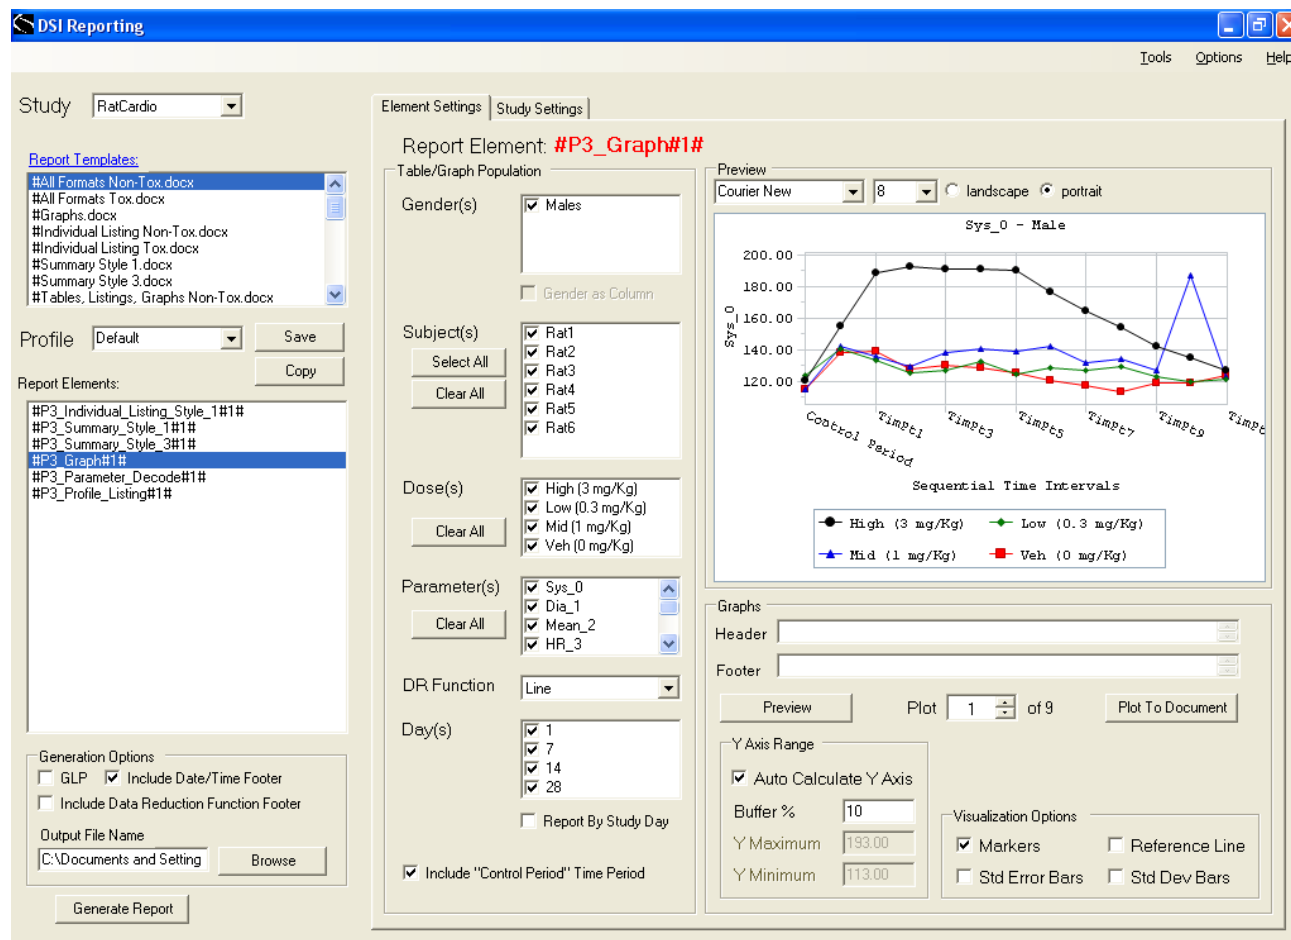 DSI Reporting
Tools Options Help
Study RatCardio
Report Templates:
#All Formats Non-Tox.docx
#All Formats Tox.docx
#Graphs.docx
#Individual Listing Non-Tox.docx
#Individual Listing Tox.docx
#Summary Style 1.docx
#Summary Style 3.docx
#Tables, Listings, Graphs Non-Tox.docx
Profile Default Save
Copy
Report Elements:
#P3_Individual_Listing_Style_1#1#
#P3_Summary_Style_1#1#
#P3_Summary_Style_3#1#
#P3_Graph#1#
#P3_Parameter_Decode#1#
#P3_Profile_Listing#1#
Generation Options
GLP Include Date/Time Footer
Include Data Reduction Function Footer
Output File Name
C:\Documents and Setting Browse
Generate Report
Element Settings Study Settings
Report Element: #P3_Graph#1#
Table/Graph Population
Gender(s) Males
Gender as Column
Subject(s) Rat1
Select All Rat2
Rat3
Clear All Rat4
Rat5
Rat6
Dose(s) High (3 mg/Kg)
Low (0.3 mg/Kg)
Clear All Mid (1 mg/Kg)
Veh (0 mg/Kg)
Parameter(s) Sys_0
Dia_1
Clear All Mean_2
HR_3
DR Function Line
Day(s) 1
7
14
28
Report By Study Day
Include "Control Period" Time Period
Preview
Courier New 8 landscape portrait
Sys_0 - Male
200.00
180.00
160.00
140.00
120.00
Sys_0
Control Period TimPt1 TimPt3 TimPt5 TimPt7 TimPt9 TimPt
Sequential Time Intervals
High (3 mg/Kg) Low (0.3 mg/Kg)
Mid (1 mg/Kg) Veh (0 mg/Kg)
Graphs
Header
Footer
Preview Plot 1 of 9 Plot To Document
Y Axis Range
Auto Calculate Y Axis
Buffer % 10
Y Maximum 193.00
Y Minimum 113.00
Visualization Options
Markers Reference Line
Std Error Bars Std Dev Bars